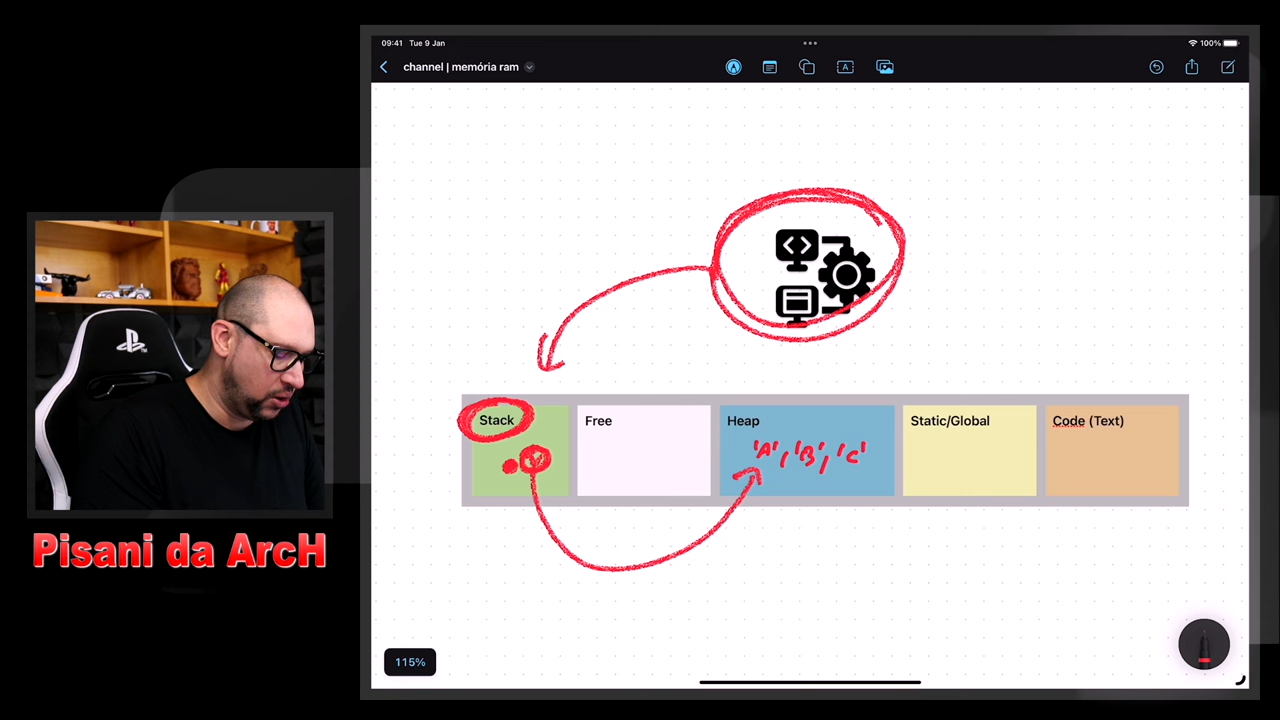 09:41 Tue 9 Jan
100%
channel | memória ram
A
Stack
Free
Heap
Static/Global
Code (Text)
'A', 'B', 'C'
Pisani da ArcH
115%